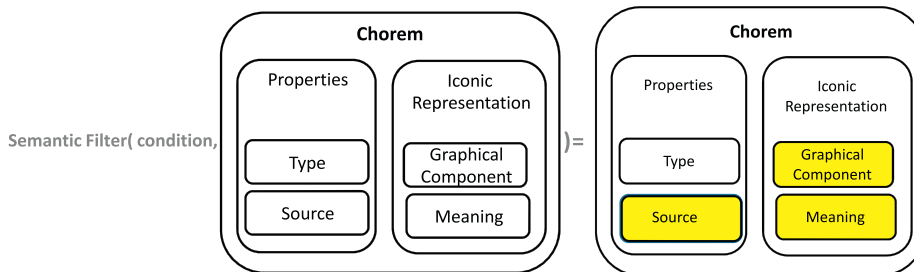 Semantic Filter( condition,
Chorem
Properties
Type
Source
Iconic
Representation
Graphical
Component
Meaning
)=
Chorem
Properties
Type
Source
Iconic
Representation
Graphical
Component
Meaning